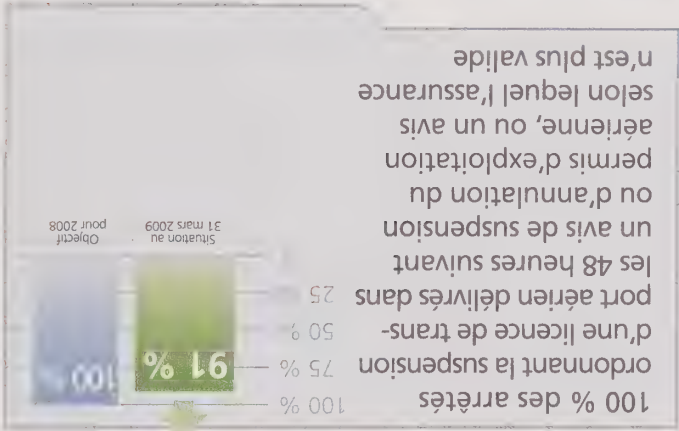 100 % des arrêtés
ordonnant la suspension
d'une licence de trans-
port aérien délivrés dans
les 48 heures suivant
un avis de suspension
ou d'annulation du
permis d'exploitation
aérienne, ou un avis
selon lequel l'assurance
n'est plus valide
100 %
75 %
50 %
25
91 %
100 %
Situation au
31 mars 2009
Objectif
pour 2008